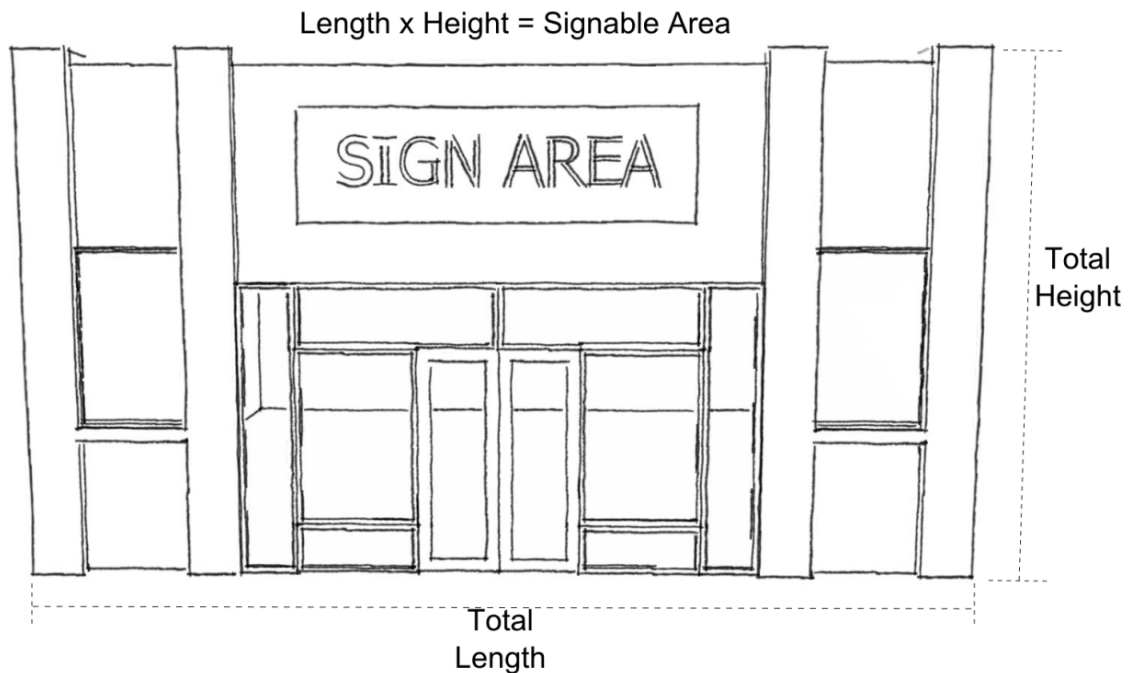 Length x Height = Signable Area
SIGN AREA
Total
Height
Total
Length